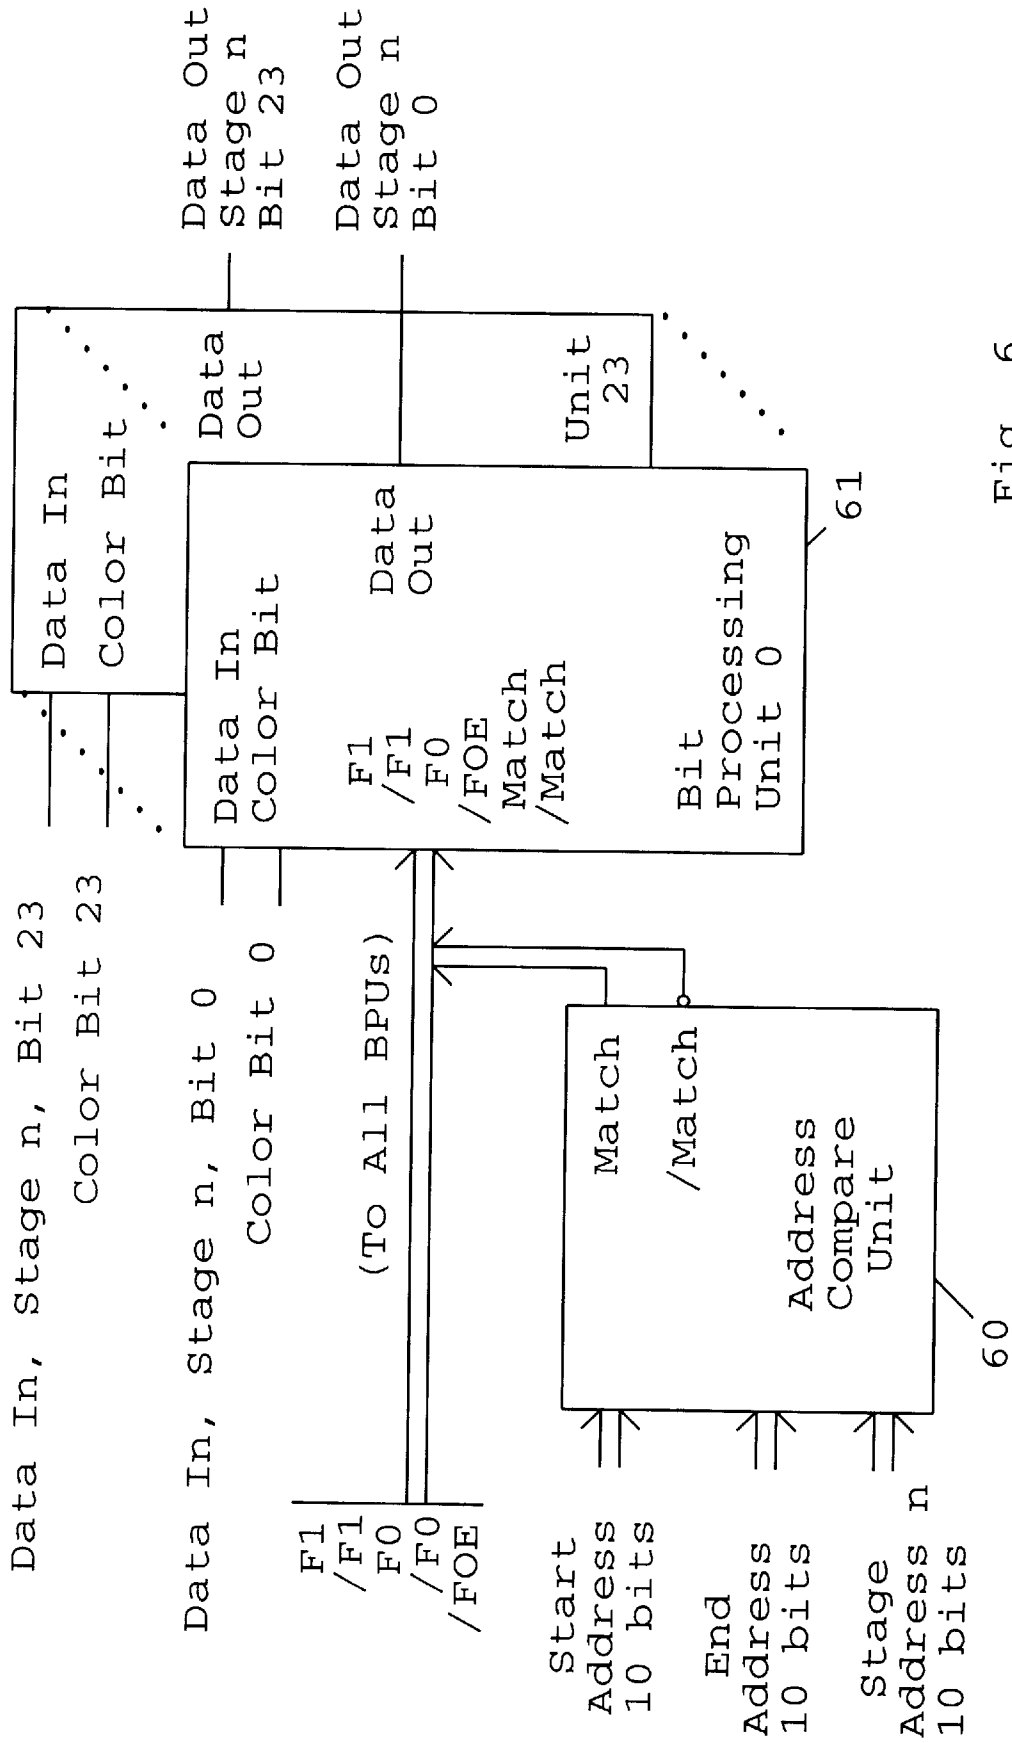 Data In, Stage n, Bit 23
Color Bit 23
Data In, Stage n, Bit 0
Color Bit 0
Data In
Color Bit
Data
Out
Unit
23
Data Out
Stage n
Bit 23
Data Out
Stage n
Bit 0
F1
/F1
F0
/F0
/FOE
(To All BPUs)
Data In
Color Bit
F1
/F1
F0
/FOE
Match
/Match
Data
Out
Bit
Processing
Unit 0
61
Start
Address
10 bits
End
Address
10 bits
Stage
Address n
10 bits
Match
/Match
Address
Compare
Unit
60
Fig. 6